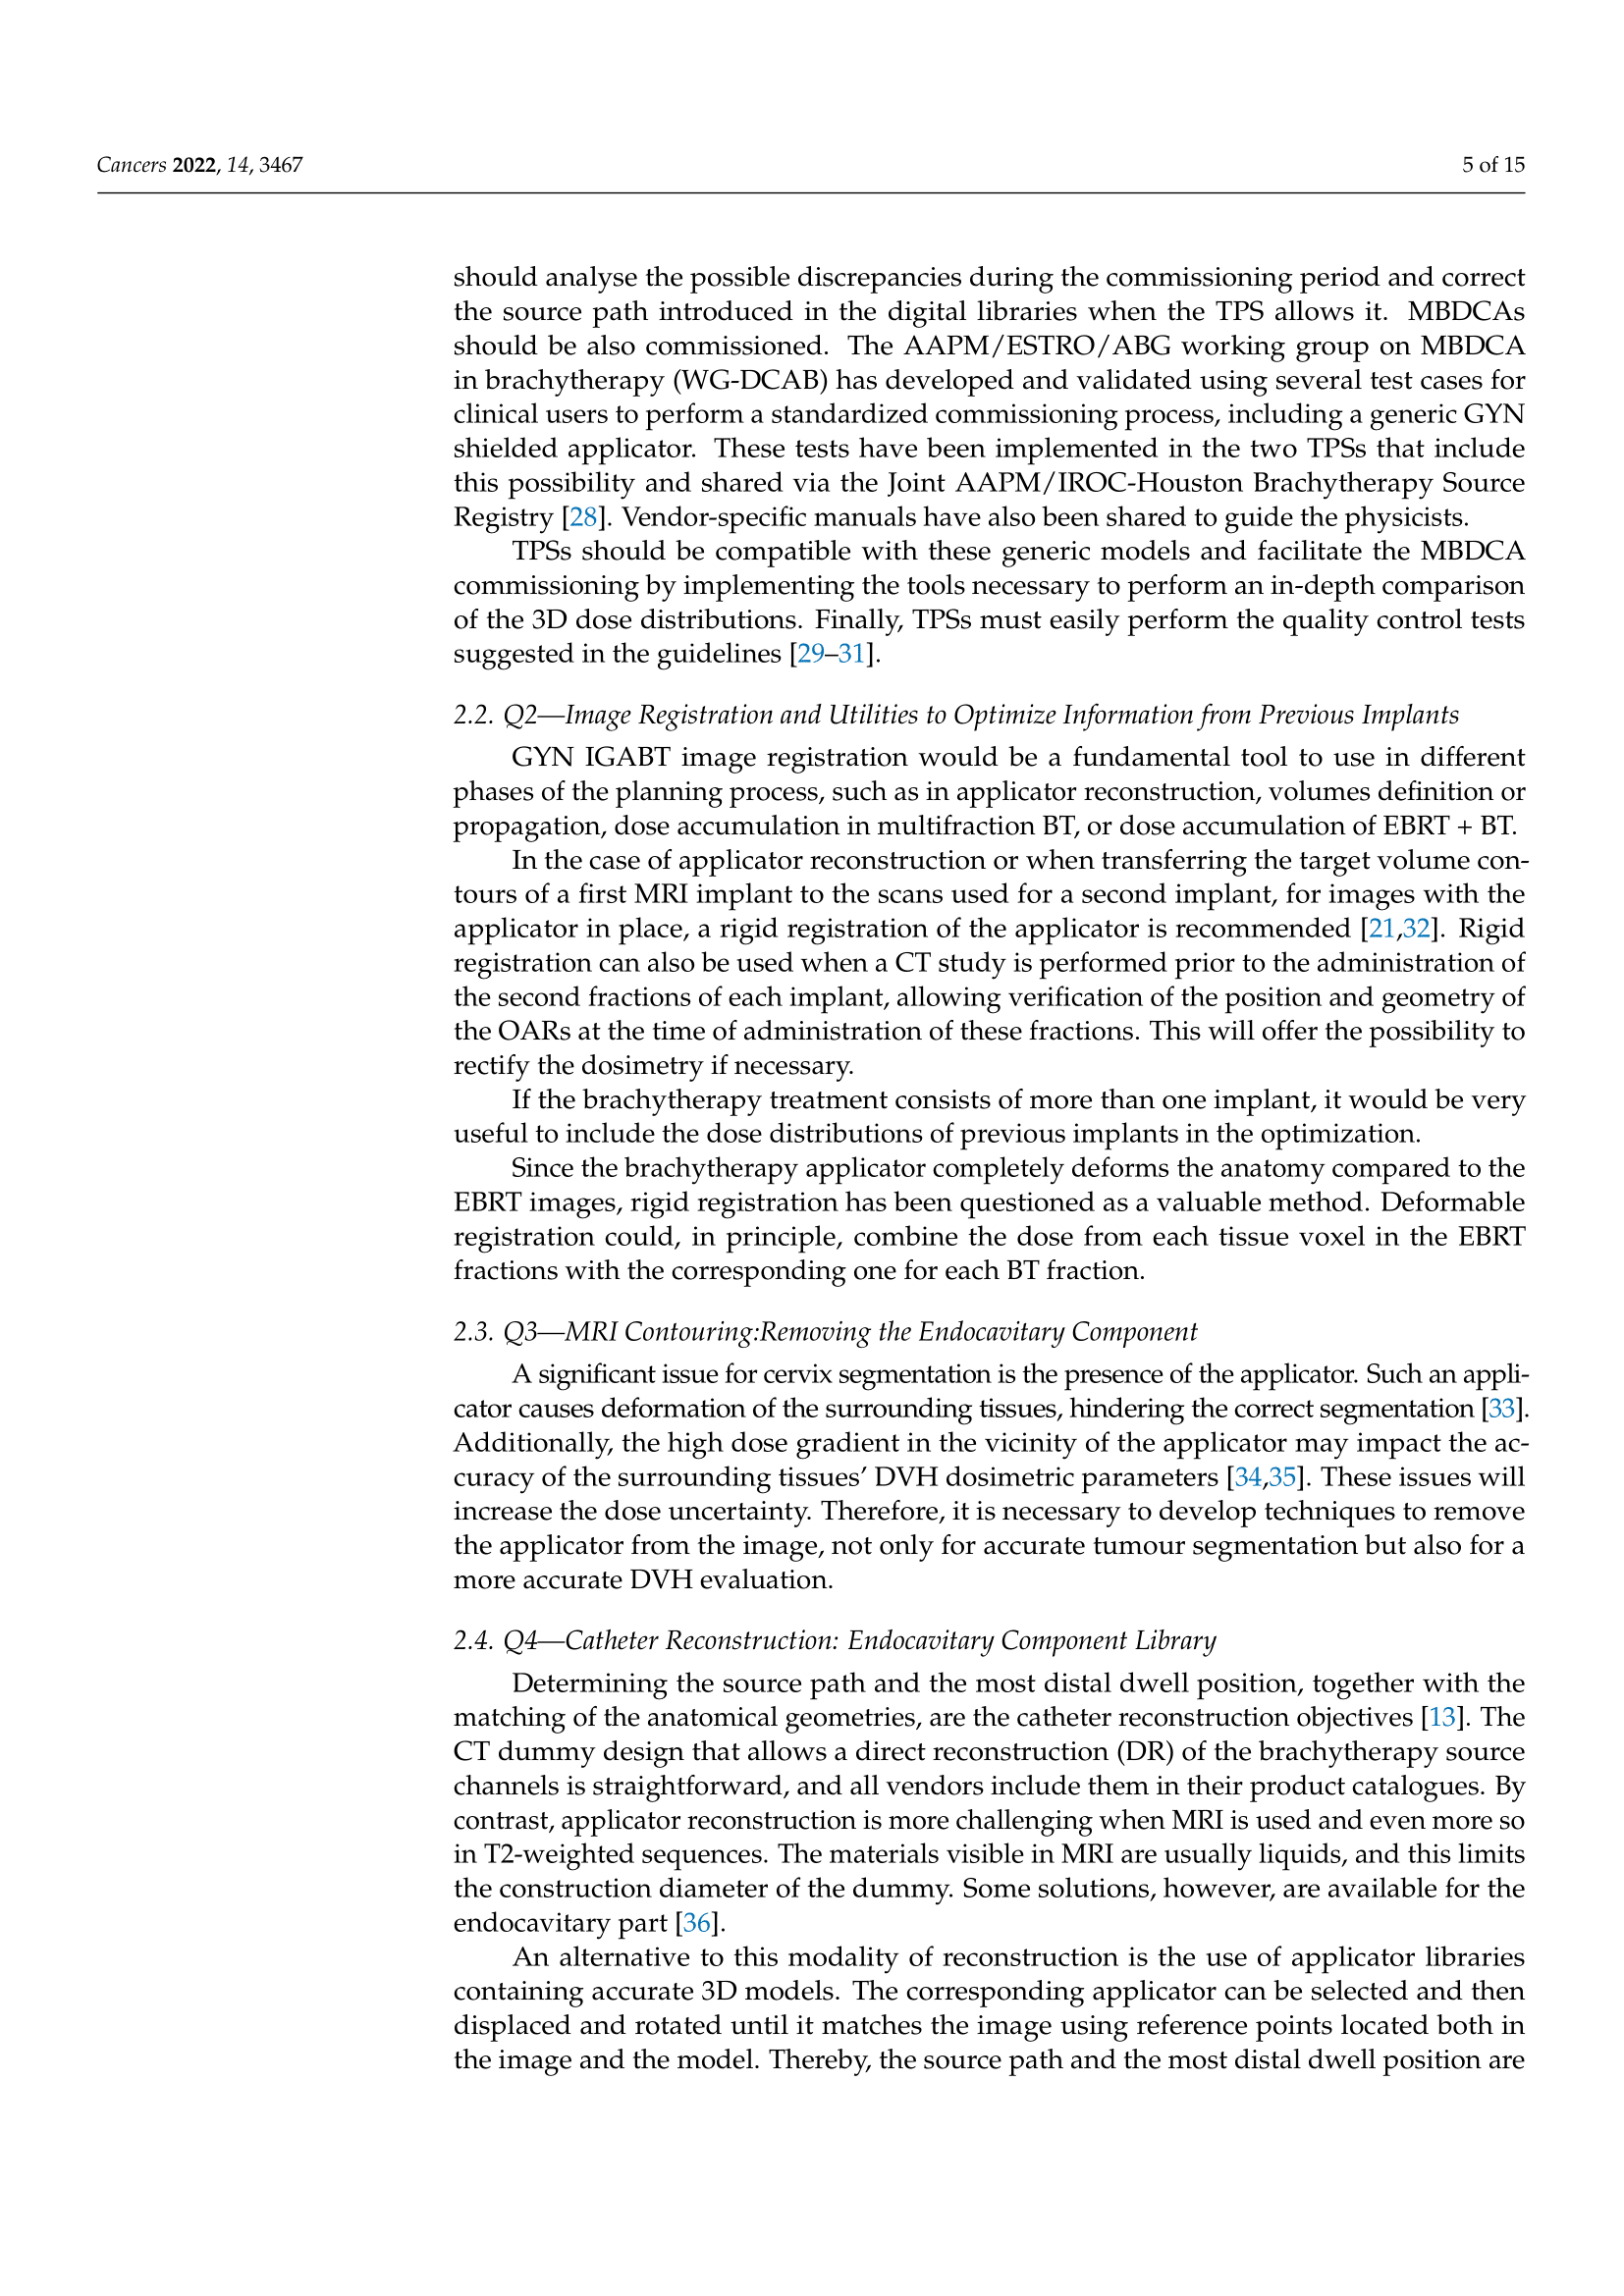 Cancers 2022, 14, 3467
5 of 15
should analyse the possible discrepancies during the commissioning period and correct
the source path introduced in the digital libraries when the TPS allows it. MBDCAs
should be also commissioned. The AAPM/ESTRO/ABG working group on MBDCA
in brachytherapy (WG-DCAB) has developed and validated using several test cases for
clinical users to perform a standardized commissioning process, including a generic GYN
shielded applicator. These tests have been implemented in the two TPSs that include
this possibility and shared via the Joint AAPM/IROC-Houston Brachytherapy Source
Registry [28]. Vendor-specific manuals have also been shared to guide the physicists.
TPSs should be compatible with these generic models and facilitate the MBDCA
commissioning by implementing the tools necessary to perform an in-depth comparison
of the 3D dose distributions. Finally, TPSs must easily perform the quality control tests
suggested in the guidelines [29–31].
2.2. Q2—Image Registration and Utilities to Optimize Information from Previous Implants
GYN IGABT image registration would be a fundamental tool to use in different
phases of the planning process, such as in applicator reconstruction, volumes definition or
propagation, dose accumulation in multifraction BT, or dose accumulation of EBRT + BT.
In the case of applicator reconstruction or when transferring the target volume con-
tours of a first MRI implant to the scans used for a second implant, for images with the
applicator in place, a rigid registration of the applicator is recommended [21,32]. Rigid
registration can also be used when a CT study is performed prior to the administration of
the second fractions of each implant, allowing verification of the position and geometry of
the OARs at the time of administration of these fractions. This will offer the possibility to
rectify the dosimetry if necessary.
If the brachytherapy treatment consists of more than one implant, it would be very
useful to include the dose distributions of previous implants in the optimization.
Since the brachytherapy applicator completely deforms the anatomy compared to the
EBRT images, rigid registration has been questioned as a valuable method. Deformable
registration could, in principle, combine the dose from each tissue voxel in the EBRT
fractions with the corresponding one for each BT fraction.
2.3. Q3—MRI Contouring:Removing the Endocavitary Component
A significant issue for cervix segmentation is the presence of the applicator. Such an appli-
cator causes deformation of the surrounding tissues, hindering the correct segmentation [33].
Additionally, the high dose gradient in the vicinity of the applicator may impact the ac-
curacy of the surrounding tissues’ DVH dosimetric parameters [34,35]. These issues will
increase the dose uncertainty. Therefore, it is necessary to develop techniques to remove
the applicator from the image, not only for accurate tumour segmentation but also for a
more accurate DVH evaluation.
2.4. Q4—Catheter Reconstruction: Endocavitary Component Library
Determining the source path and the most distal dwell position, together with the
matching of the anatomical geometries, are the catheter reconstruction objectives [13]. The
CT dummy design that allows a direct reconstruction (DR) of the brachytherapy source
channels is straightforward, and all vendors include them in their product catalogues. By
contrast, applicator reconstruction is more challenging when MRI is used and even more so
in T2-weighted sequences. The materials visible in MRI are usually liquids, and this limits
the construction diameter of the dummy. Some solutions, however, are available for the
endocavitary part [36].
An alternative to this modality of reconstruction is the use of applicator libraries
containing accurate 3D models. The corresponding applicator can be selected and then
displaced and rotated until it matches the image using reference points located both in
the image and the model. Thereby, the source path and the most distal dwell position are